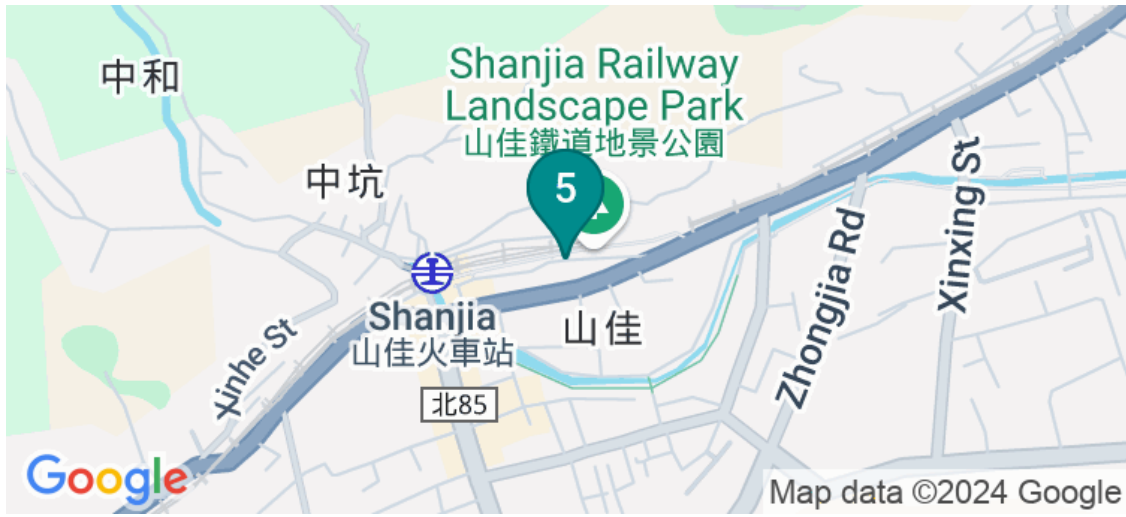 中和
Shanjia Railway
Landscape Park
山佳鐵道地景公園
中坑
5
Xinxing St
Zhongjia Rd
Shanjia
山佳火車站
山佳
Xinhe St
北85
Google
Map data ©2024 Google